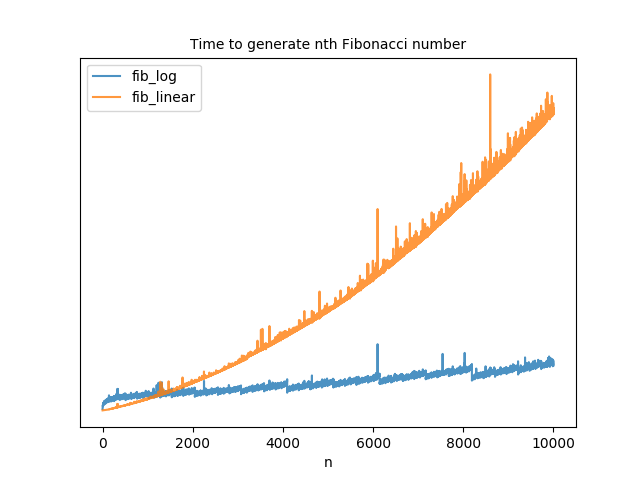 Time to generate nth Fibonacci number
fib_log
fib_linear
0 2000 4000 6000 8000 10000
n